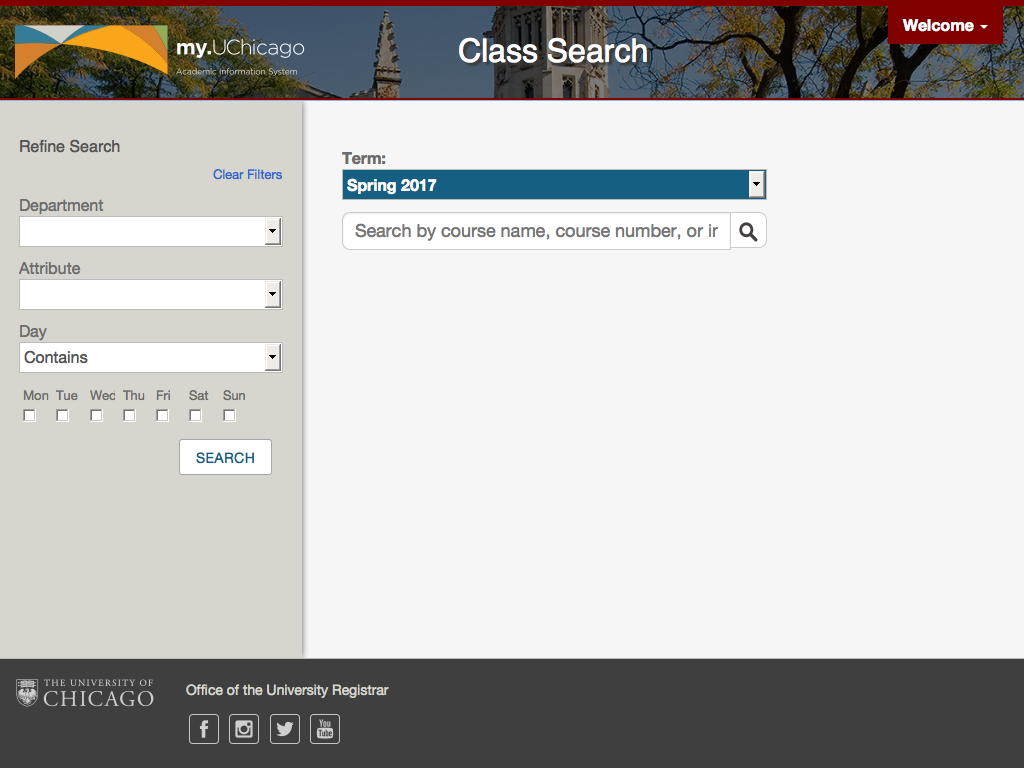 my.UChicago
Academic Information System
Class Search
Welcome
Refine Search
Clear Filters
Department
Attribute
Day
Contains
Mon Tue Wed Thu Fri Sat Sun
SEARCH
Term:
Spring 2017
Search by course name, course number, or ir
THE UNIVERSITY OF
CHICAGO
Office of the University Registrar
You
Tube